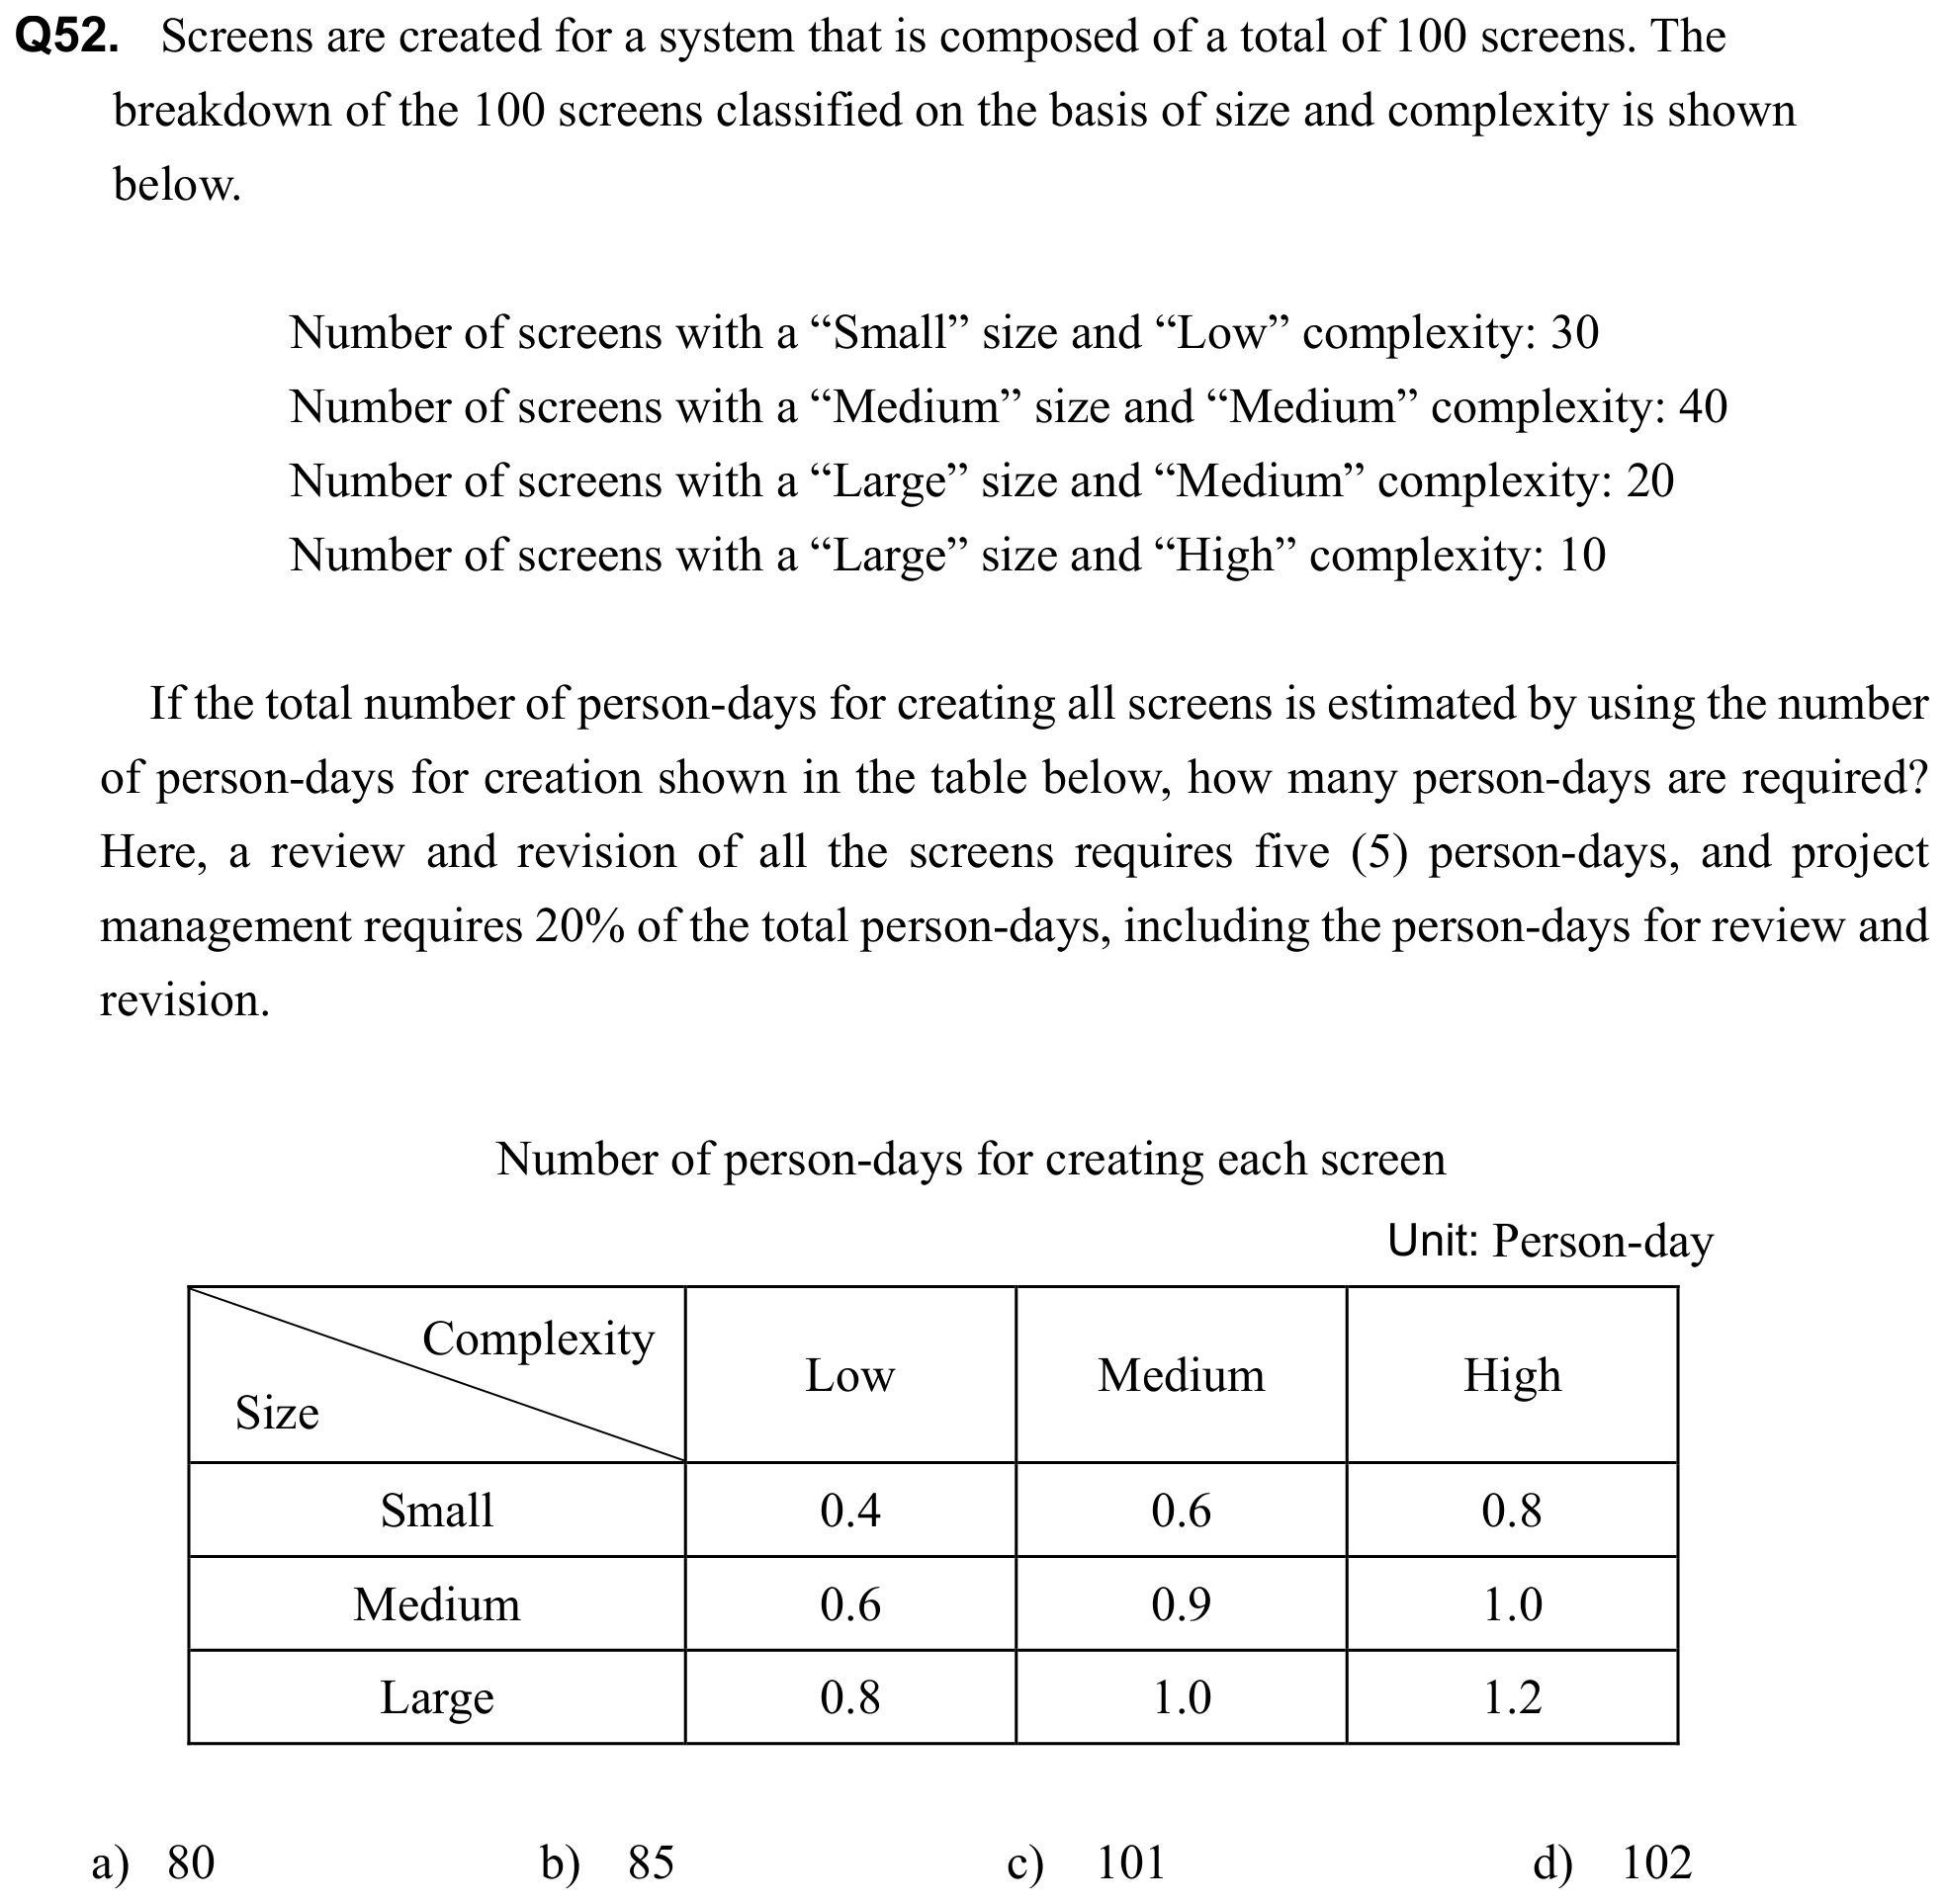 Q52. Screens are created for a system that is composed of a total of 100 screens. The
breakdown of the 100 screens classified on the basis of size and complexity is shown
below.
Number of screens with a “Small” size and “Low” complexity: 30
Number of screens with a “Medium” size and “Medium” complexity: 40
Number of screens with a “Large” size and “Medium” complexity: 20
Number of screens with a “Large” size and “High” complexity: 10
If the total number of person-days for creating all screens is estimated by using the number
of person-days for creation shown in the table below, how many person-days are required?
Here, a review and revision of all the screens requires five (5) person-days, and project
management requires 20% of the total person-days, including the person-days for review and
revision.
Number of person-days for creating each screen
Unit: Person-day
Complexity
Size
Low Medium High
Small 0.4 0.6 0.8
Medium 0.6 0.9 1.0
Large 0.8 1.0 1.2
a) 80 b) 85 c) 101 d) 102